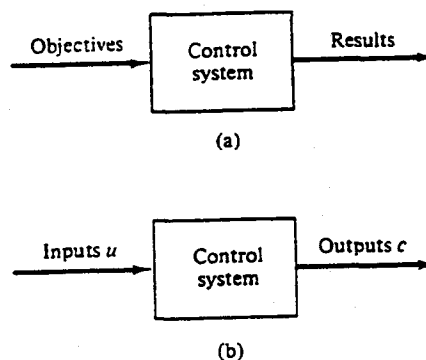 Objectives
Control
system
Results
(a)
Inputs u
Control
system
Outputs c
(b)